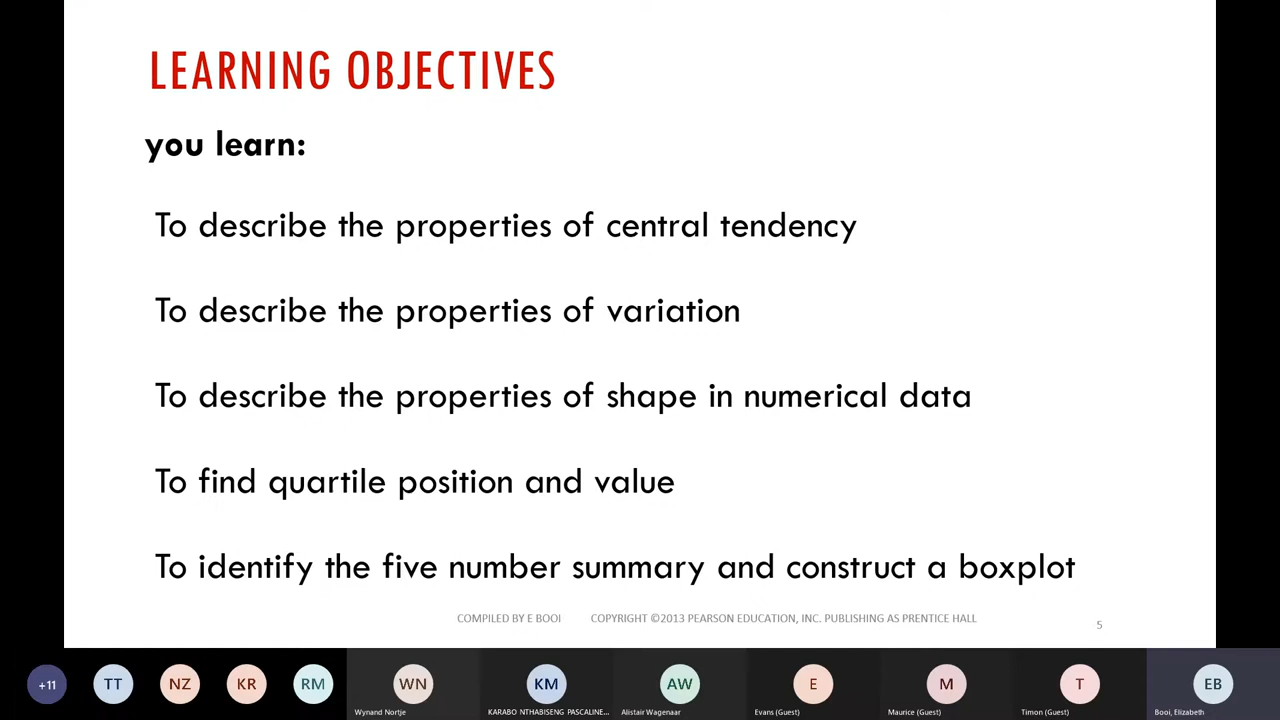 LEARNING OBJECTIVES
you learn:
To describe the properties of central tendency
To describe the properties of variation
To describe the properties of shape in numerical data
To find quartile position and value
To identify the five number summary and construct a boxplot
COMPILED BY E BOOI COPYRIGHT ©2013 PEARSON EDUCATION, INC. PUBLISHING AS PRENTICE HALL
5
+11 TT NZ KR RM WN KM AW E M T EB
Wynand Nortje KARABO NTHABISENG PASCALINE... Alistair Wagenaar Evans (Guest) Maurice (Guest) Timon (Guest) Booi, Elizabeth